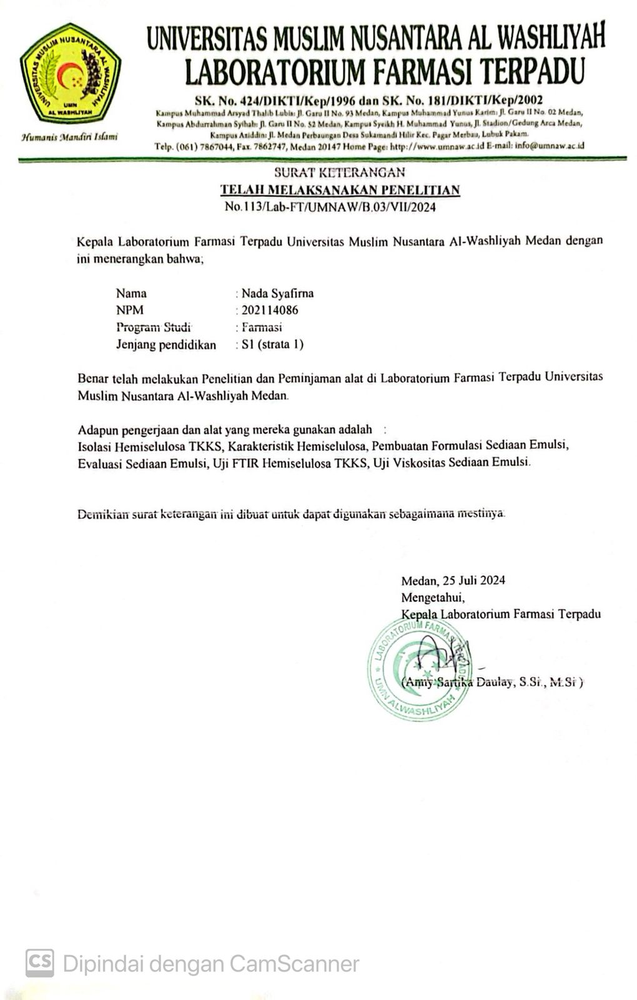 UNIVERSITAS MUSLIM NUSANTARA AL WASHLIYAH
UMN
AL WASHLIYAH
Humanis Mandiri Islami
UNIVERSITAS MUSLIM NUSANTARA AL WASHLIYAH
LABORATORIUM FARMASI TERPADU
SK. No. 424/DIKTI/Kep/1996 dan SK. No. 181/DIKTI/Kep/2002
Kampus Muhammad Arsyad Thalib Lubis: Jl. Garu II No. 93 Medan, Kampus Muhammad Yunus Karim: Jl. Garu II No. 02 Medan,
Kampus Abdurrahman Syihab: Jl. Garu II No. 52 Medan, Kampus Syeikh H. Muhammad Yunus, Jl. Stadion/Gedung Arca Medan,
Kampus Aziddin: Jl. Medan Perbaungan Desa Sukamandi Hilir Kec. Pagar Merbau, Lubuk Pakam.
Telp. (061) 7867044, Fax. 7862747, Medan 20147 Home Page: http://www.umnaw.ac.id E-mail: info@umnaw.ac.id
SURAT KETERANGAN
TELAH MELAKSANAKAN PENELITIAN
No.113/Lab-FT/UMNAW/B.03/VII/2024
Kepala Laboratorium Farmasi Terpadu Universitas Muslim Nusantara Al-Washliyah Medan dengan
ini menerangkan bahwa;
Nama : Nada Syafirna
NPM : 202114086
Program Studi : Farmasi
Jenjang pendidikan : S1 (strata 1)
Benar telah melakukan Penelitian dan Peminjaman alat di Laboratorium Farmasi Terpadu Universitas
Muslim Nusantara Al-Washliyah Medan.
Adapun pengerjaan dan alat yang mereka gunakan adalah :
Isolasi Hemiselulosa TKKS, Karakteristik Hemiselulosa, Pembuatan Formulasi Sediaan Emulsi,
Evaluasi Sediaan Emulsi, Uji FTIR Hemiselulosa TKKS, Uji Viskositas Sediaan Emulsi.
Demikian surat keterangan ini dibuat untuk dapat digunakan sebagaimana mestinya.
Medan, 25 Juli 2024
Mengetahui,
Kepala Laboratorium Farmasi Terpadu
LABORATORIUM FARMASI TERPADU
UMN ALWASHLIYAH
(Anny Sartika Daulay, S.Si., M.Si )
CS Dipindai dengan CamScanner